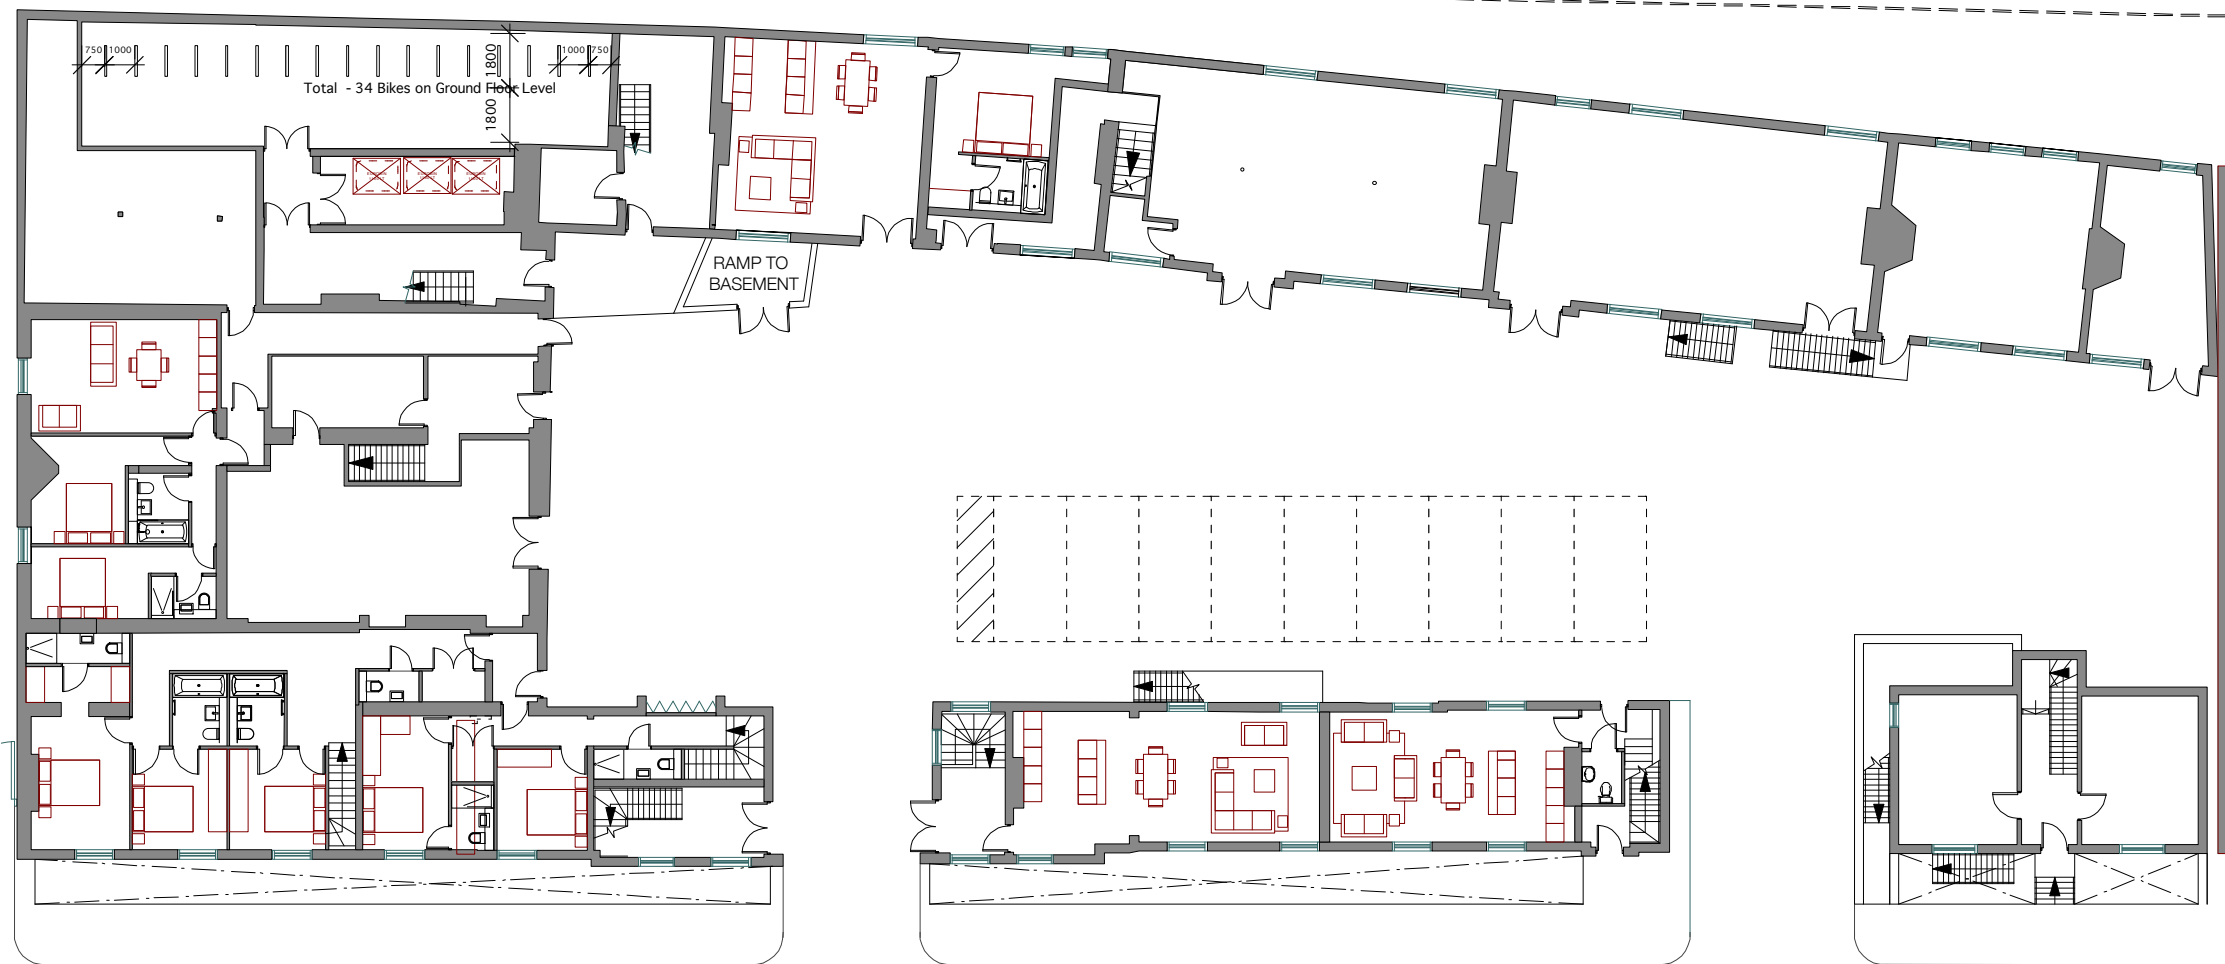 750 1000
1000 750
1800
Total - 34 Bikes on Ground Floor Level
1800
RAMP TO
BASEMENT